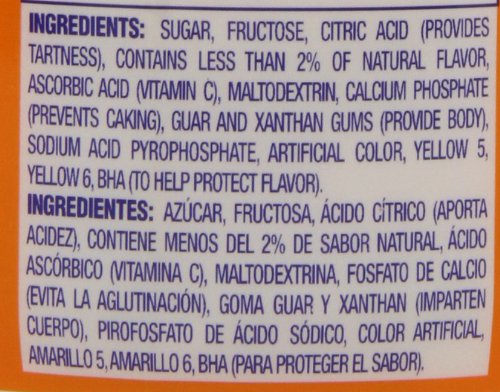 INGREDIENTS: SUGAR, FRUCTOSE, CITRIC ACID (PROVIDES
TARTNESS), CONTAINS LESS THAN 2% OF NATURAL FLAVOR,
ASCORBIC ACID (VITAMIN C), MALTODEXTRIN, CALCIUM PHOSPHATE
(PREVENTS CAKING), GUAR AND XANTHAN GUMS (PROVIDE BODY),
SODIUM ACID PYROPHOSPHATE, ARTIFICIAL COLOR, YELLOW 5,
YELLOW 6, BHA (TO HELP PROTECT FLAVOR).
INGREDIENTES: AZÚCAR, FRUCTOSA, ÁCIDO CÍTRICO (APORTA
ACIDEZ), CONTIENE MENOS DEL 2% DE SABOR NATURAL, ÁCIDO
ASCÓRBICO (VITAMINA C), MALTODEXTRINA, FOSFATO DE CALCIO
(EVITA LA AGLUTINACIÓN), GOMA GUAR Y XANTHAN (IMPARTEN
CUERPO), PIROFOSFATO DE ÁCIDO SÓDICO, COLOR ARTIFICIAL,
AMARILLO 5, AMARILLO 6, BHA (PARA PROTEGER EL SABOR).